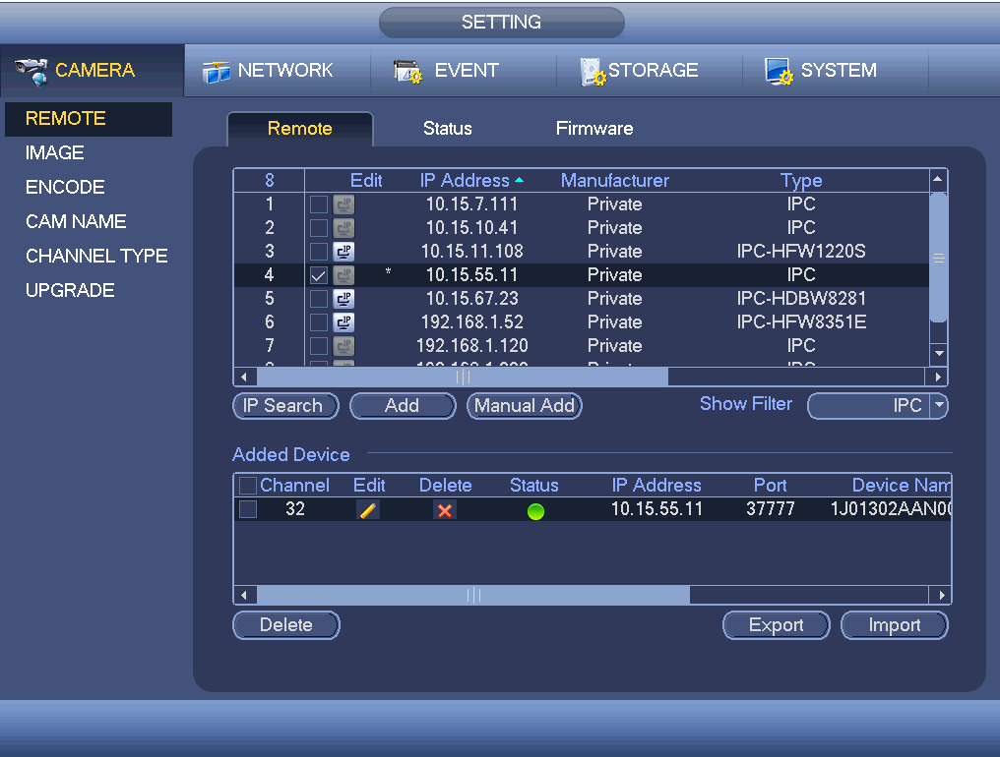 SETTING
CAMERA NETWORK EVENT STORAGE SYSTEM
REMOTE
IMAGE
ENCODE
CAM NAME
CHANNEL TYPE
UPGRADE
Remote Status Firmware
8 Edit IP Address Manufacturer Type
1 10.15.7.111 Private IPC
2 10.15.10.41 Private IPC
3 10.15.11.108 Private IPC-HFW1220S
4 * 10.15.55.11 Private IPC
5 10.15.67.23 Private IPC-HDBW8281
6 192.168.1.52 Private IPC-HFW8351E
7 192.168.1.120 Private IPC
IP Search Add Manual Add Show Filter IPC
Added Device
Channel Edit Delete Status IP Address Port Device Nam
32 10.15.55.11 37777 1J01302AAN00
Delete Export Import